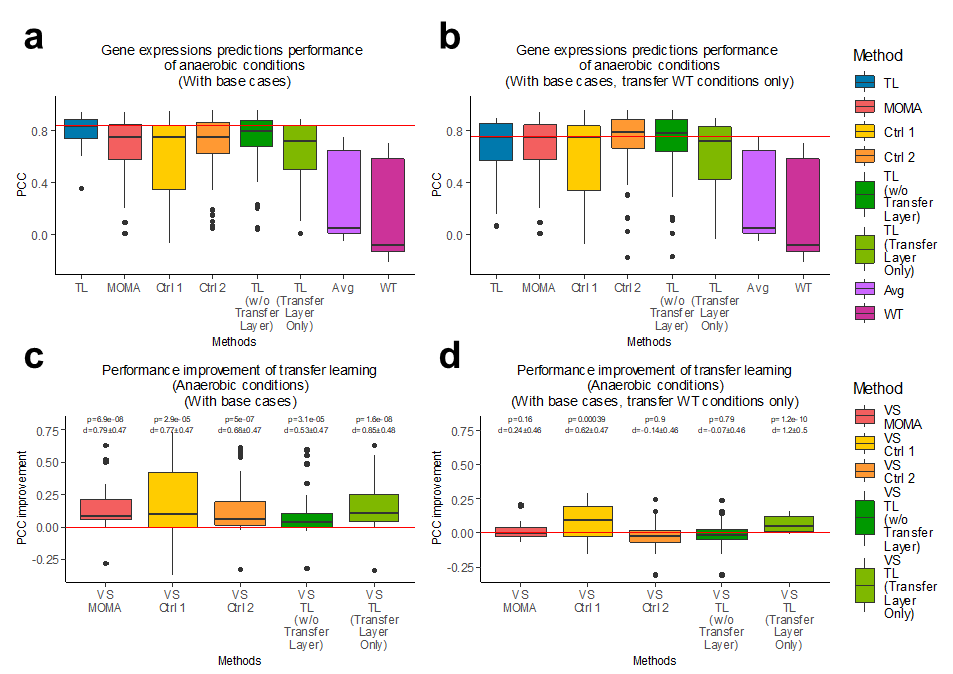 a
Gene expressions predictions performance
of anaerobic conditions
(With base cases)
PCC
0.8
0.4
0.0
TL
MOMA
Ctrl 1
Ctrl 2
TL
(w/o
Transfer
Layer)
TL
(Transfer
Layer
Only)
Avg
WT
Methods
b
Gene expressions predictions performance
of anaerobic conditions
(With base cases, transfer WT conditions only)
PCC
0.8
0.4
0.0
TL
MOMA
Ctrl 1
Ctrl 2
TL
(w/o
Transfer
Layer)
TL
(Transfer
Layer
Only)
Avg
WT
Methods
Method
TL
MOMA
Ctrl 1
Ctrl 2
TL
(w/o
Transfer
Layer)
TL
(Transfer
Layer
Only)
Avg
WT
c
Performance improvement of transfer learning
(Anaerobic conditions)
(With base cases)
p=6.9e-08
d=0.79±0.47
p=2.9e-05
d=0.77±0.47
p=5e-07
d=0.68±0.47
p=3.1e-05
d=0.53±0.47
p=1.6e-08
d=0.85±0.48
PCC improvement
0.75
0.50
0.25
0.00
-0.25
VS
MOMA
VS
Ctrl 1
VS
Ctrl 2
VS
TL
(w/o
Transfer
Layer)
VS
TL
(Transfer
Layer
Only)
Methods
d
Performance improvement of transfer learning
(Anaerobic conditions)
(With base cases, transfer WT conditions only)
p=0.16
d=0.24±0.46
p=0.00039
d=0.62±0.47
p=0.9
d=-0.14±0.46
p=0.79
d=-0.07±0.46
p=1.2e-10
d=1.2±0.5
PCC improvement
0.75
0.50
0.25
0.00
-0.25
VS
MOMA
VS
Ctrl 1
VS
Ctrl 2
VS
TL
(w/o
Transfer
Layer)
VS
TL
(Transfer
Layer
Only)
Methods
Method
VS
MOMA
VS
Ctrl 1
VS
Ctrl 2
VS
TL
(w/o
Transfer
Layer)
VS
TL
(Transfer
Layer
Only)